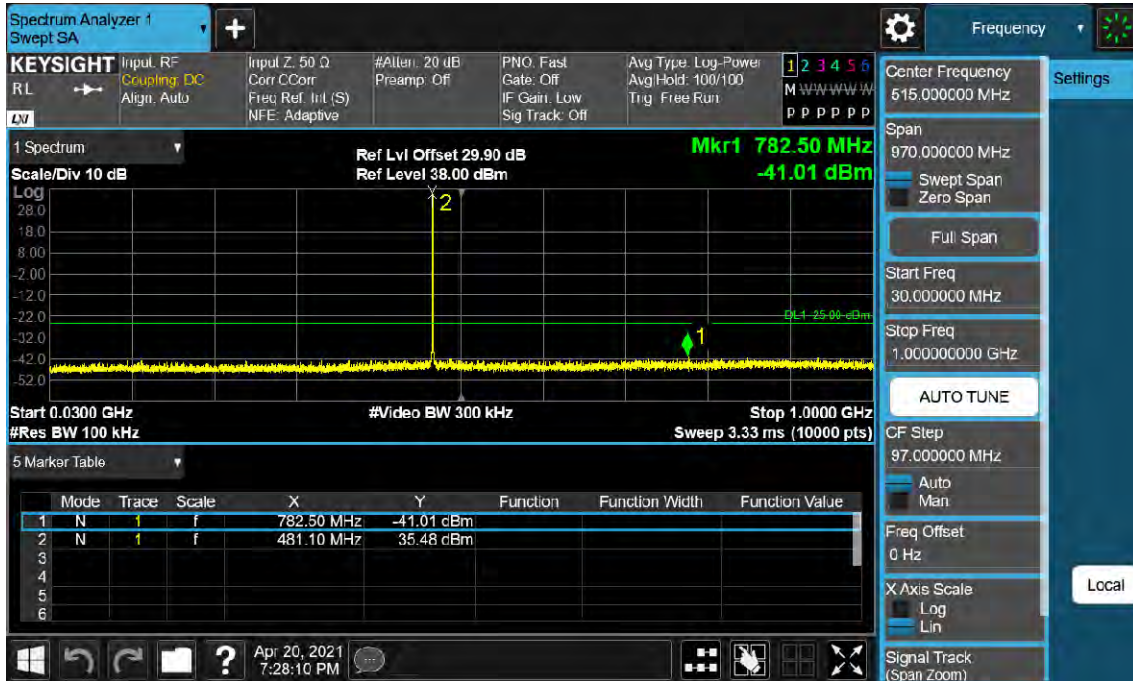 Spectrum Analyzer 1
Swept SA
+
Frequency
KEYSIGHT
RL
LXI
Input: RF
Coupling: DC
Align: Auto
Input Z: 50 Ω
Corr CCorr
Freq Ref: Int (S)
NFE: Adaptive
#Atten: 20 dB
Preamp: Off
PNO: Fast
Gate: Off
IF Gain: Low
Sig Track: Off
Avg Type: Log-Power
Avg|Hold: 100/100
Trig: Free Run
1 2 3 4 5 6
M W W W W W
P P P P P P
1 Spectrum
Scale/Div 10 dB
Ref Lvl Offset 29.90 dB
Ref Level 38.00 dBm
Mkr1 782.50 MHz
-41.01 dBm
Log
28.0
18.0
8.00
-2.00
-12.0
-22.0
-32.0
-42.0
-52.0
2
1
DL1 -25.00 dBm
Start 0.0300 GHz
#Video BW 300 kHz
Stop 1.0000 GHz
#Res BW 100 kHz
Sweep 3.33 ms (10000 pts)
5 Marker Table
Mode Trace Scale X Y Function Function Width Function Value
1 N 1 f 782.50 MHz -41.01 dBm
2 N 1 f 481.10 MHz 35.48 dBm
3
4
5
6
?
Apr 20, 2021
7:28:10 PM
Center Frequency
515.000000 MHz
Settings
Span
970.000000 MHz
Swept Span
Zero Span
Full Span
Start Freq
30.000000 MHz
Stop Freq
1.000000000 GHz
AUTO TUNE
CF Step
97.000000 MHz
Auto
Man
Freq Offset
0 Hz
X Axis Scale
Log
Lin
Local
Signal Track
(Span Zoom)